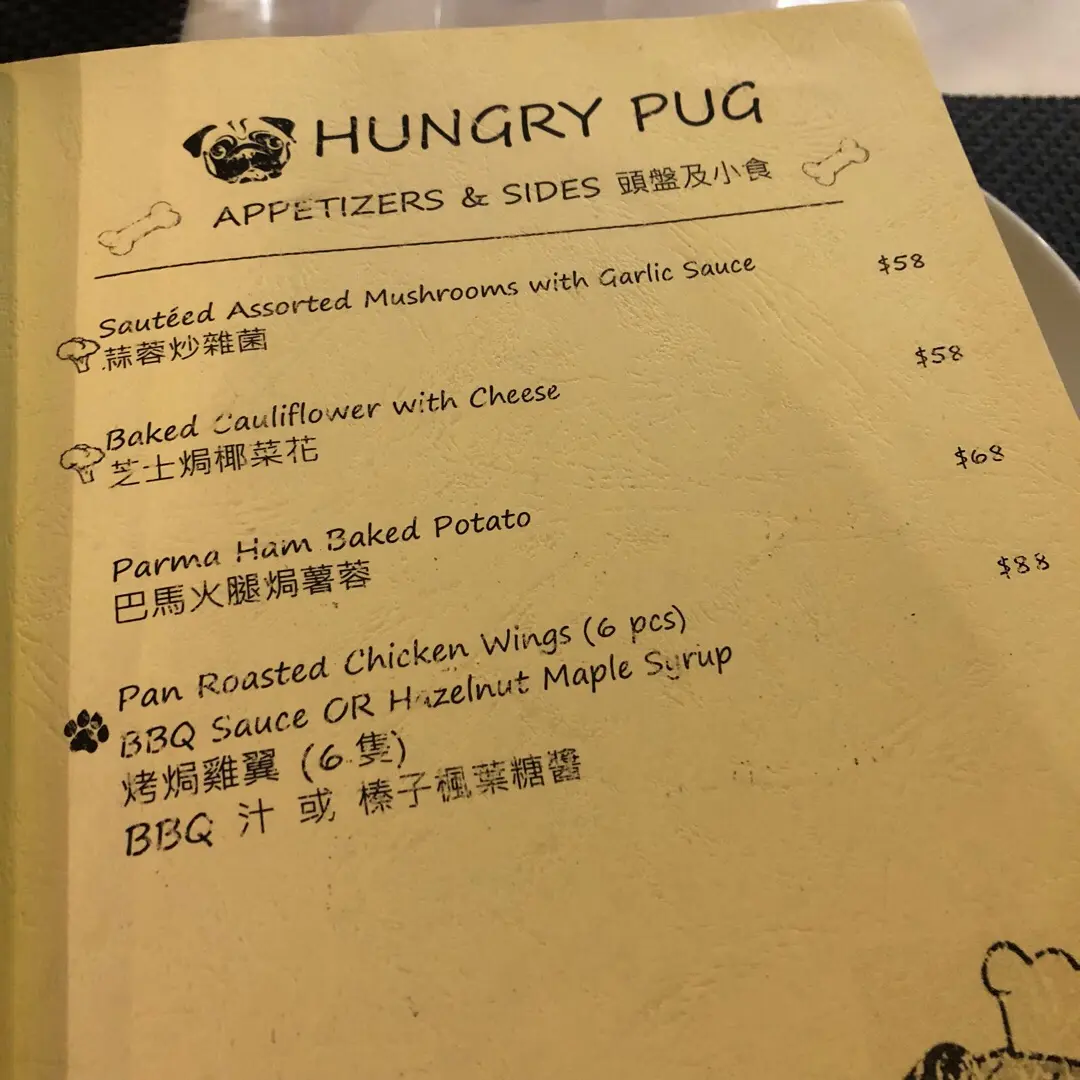 HUNGRY PUG
APPETIZERS & SIDES 頭盤及小食
Sautéed Assorted Mushrooms with Garlic Sauce $58
蒜蓉炒雜菌
Baked Cauliflower with Cheese $58
芝士焗椰菜花
Parma Ham Baked Potato $68
巴馬火腿焗薯蓉
Pan Roasted Chicken Wings (6 pcs) $88
BBQ Sauce OR Hazelnut Maple Syrup
烤焗雞翼 (6 隻)
BBQ 汁 或 榛子楓葉糖醬